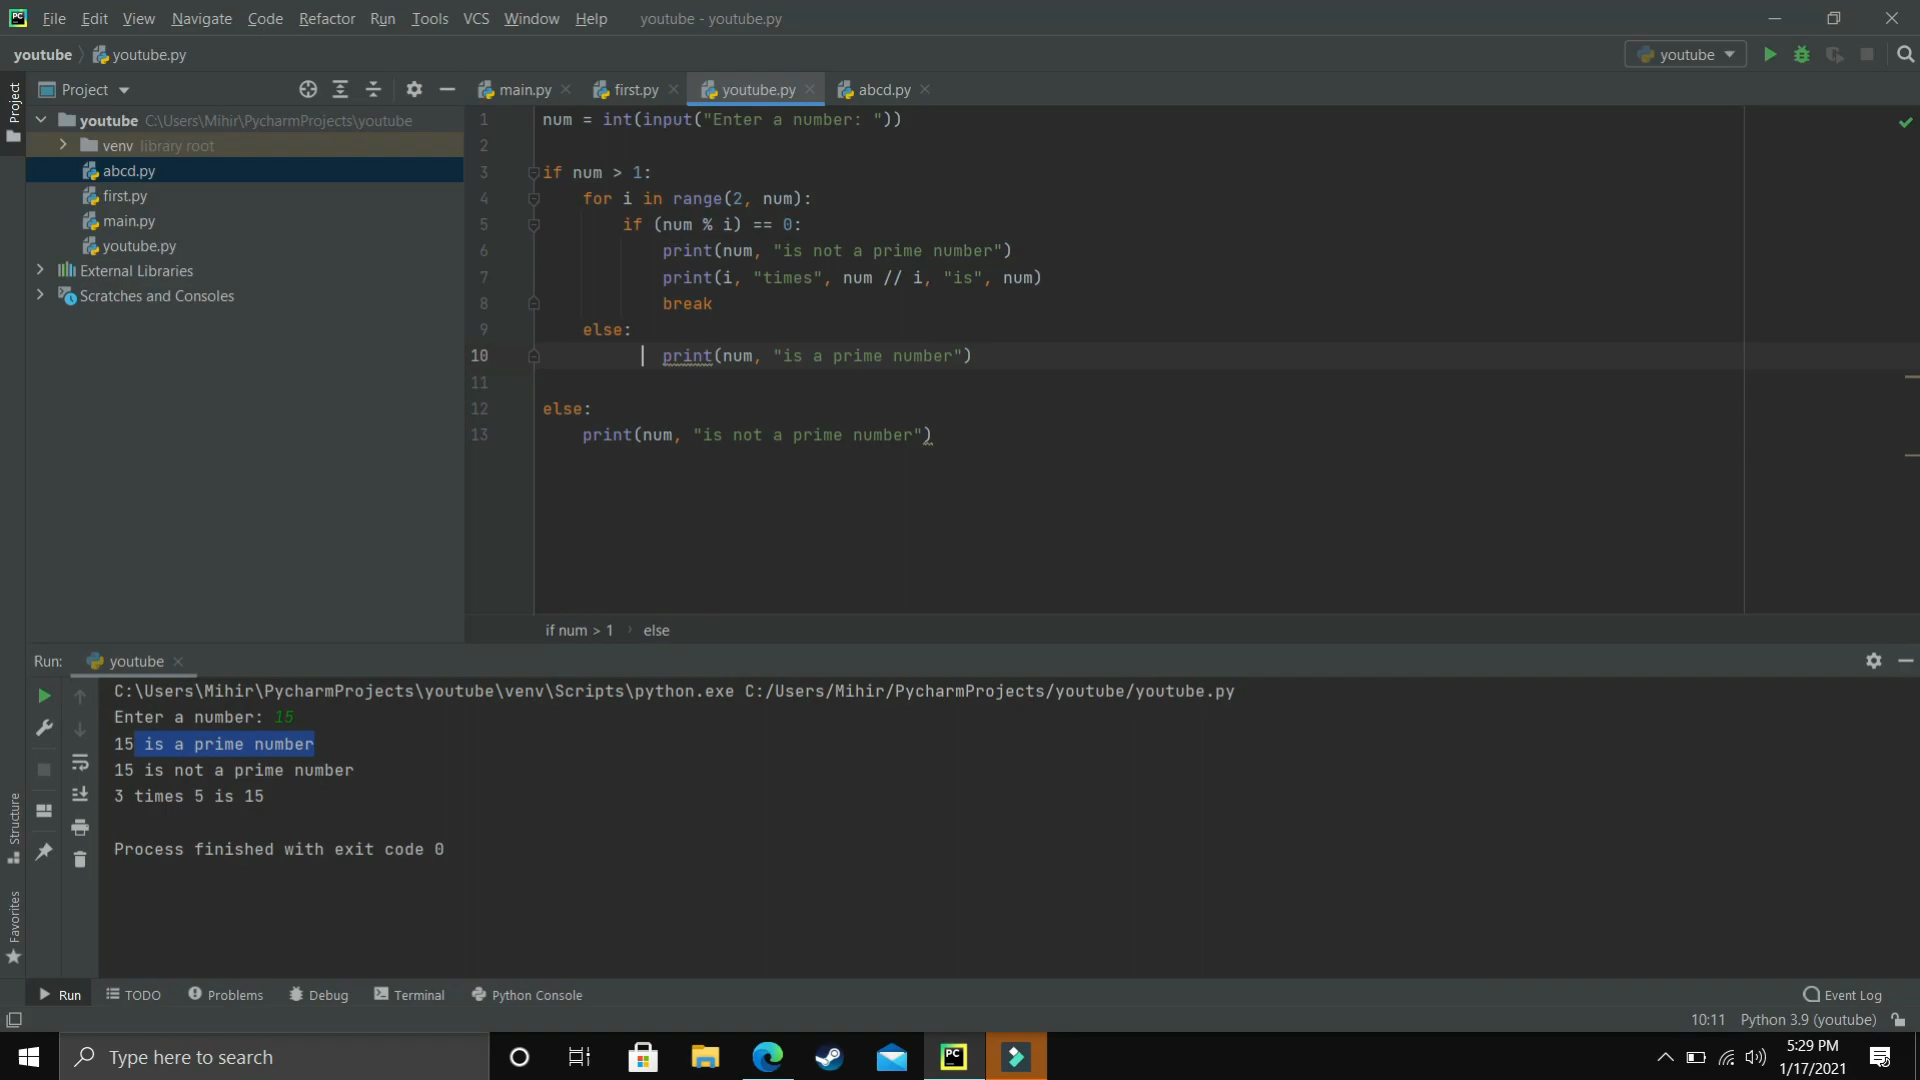 PC File Edit View Navigate Code Refactor Run Tools VCS Window Help youtube - youtube.py
youtube youtube.py youtube
Project main.py first.py youtube.py abcd.py
Project
youtube C:\Users\Mihir\PycharmProjects\youtube
venv library root
abcd.py
first.py
main.py
youtube.py
External Libraries
Scratches and Consoles
1 num = int(input("Enter a number: "))
2
3 if num > 1:
4 for i in range(2, num):
5 if (num % i) == 0:
6 print(num, "is not a prime number")
7 print(i, "times", num // i, "is", num)
8 break
9 else:
10 print(num, "is a prime number")
11
12 else:
13 print(num, "is not a prime number")
if num > 1 else
Run: youtube
C:\Users\Mihir\PycharmProjects\youtube\venv\Scripts\python.exe C:/Users/Mihir/PycharmProjects/youtube/youtube.py
Enter a number: 15
15 is a prime number
15 is not a prime number
3 times 5 is 15
Process finished with exit code 0
Structure
Favorites
Run TODO Problems Debug Terminal Python Console Event Log
10:11 Python 3.9 (youtube)
Type here to search PC 5:29 PM
1/17/2021